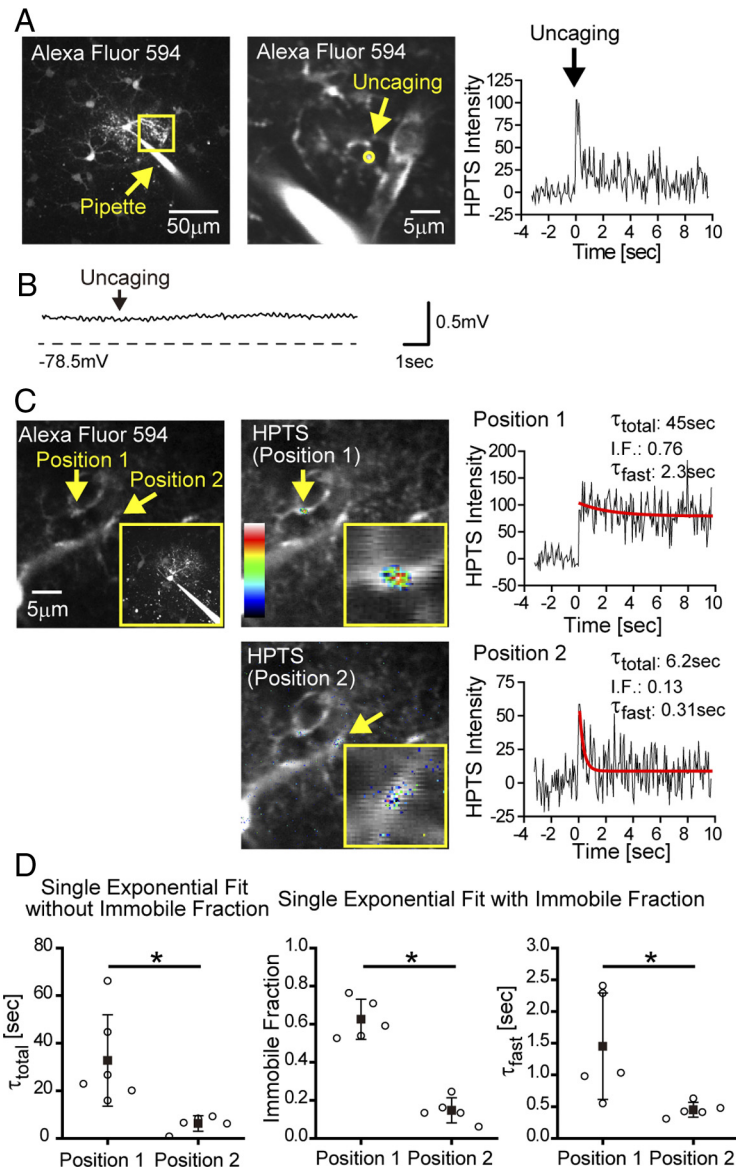 A
Alexa Fluor 594
Pipette
50μm
Alexa Fluor 594
Uncaging
5μm
Uncaging
HPTS Intensity
125
100
75
50
25
0
-25
-4 -2 0 2 4 6 8 10
Time [sec]
B
Uncaging
-78.5mV
0.5mV
1sec
C
Alexa Fluor 594
Position 1
Position 2
5μm
HPTS
(Position 1)
Position 1
τtotal: 45sec
I.F.: 0.76
τfast: 2.3sec
HPTS Intensity
200
150
100
50
0
-50
-4 -2 0 2 4 6 8 10
Time [sec]
HPTS
(Position 2)
Position 2
τtotal: 6.2sec
I.F.: 0.13
τfast: 0.31sec
HPTS Intensity
100
75
50
25
0
-25
-4 -2 0 2 4 6 8 10
Time [sec]
D
Single Exponential Fit
without Immobile Fraction
Single Exponential Fit with Immobile Fraction
τtotal [sec]
80
60
40
20
0
*
Position 1 Position 2
Immobile Fraction
1.0
0.8
0.6
0.4
0.2
0.0
*
Position 1 Position 2
τfast [sec]
3.0
2.5
2.0
1.5
1.0
0.5
0.0
*
Position 1 Position 2